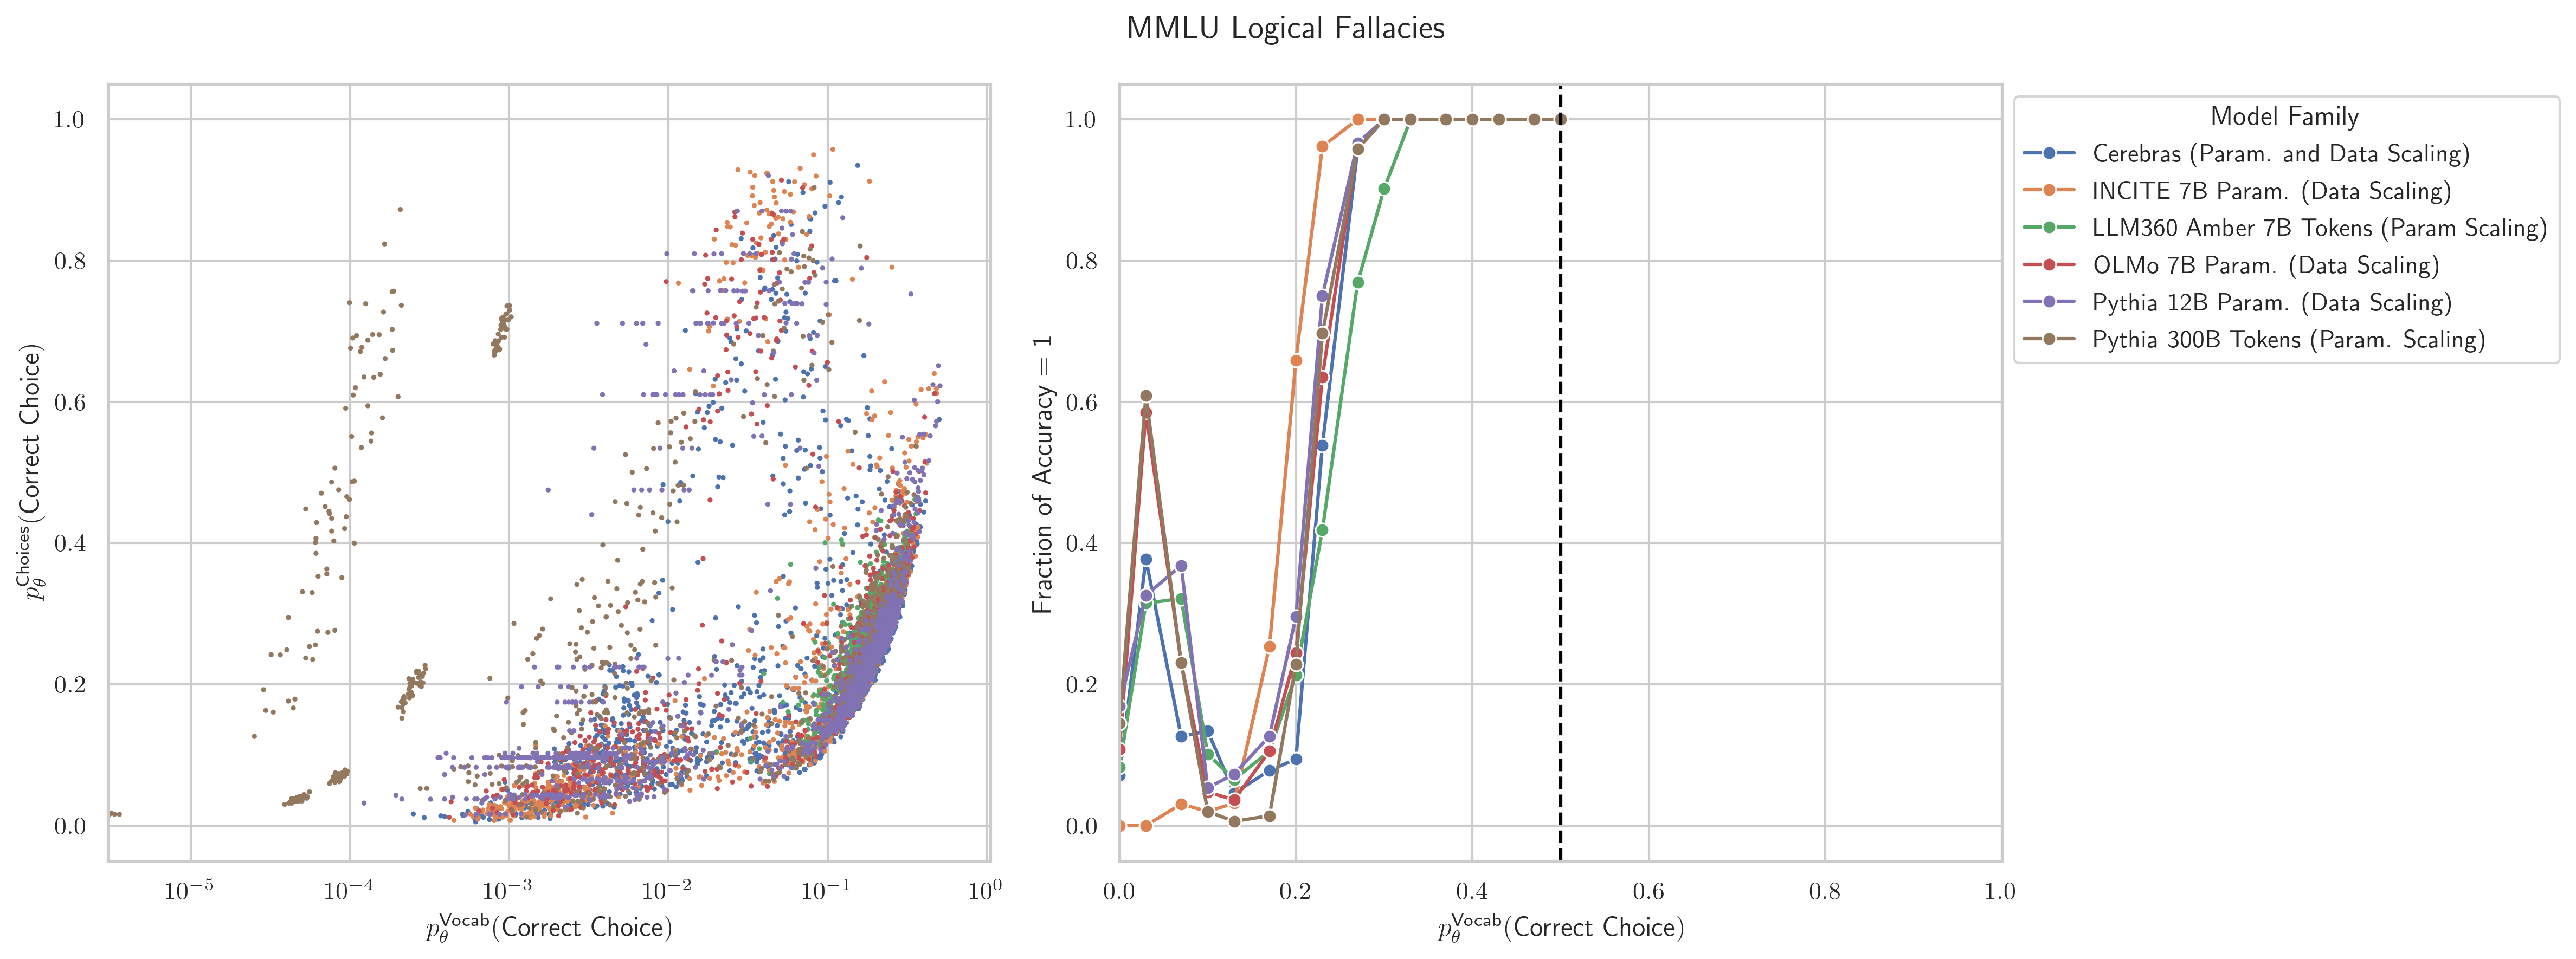 MMLU Logical Fallacies
1.0
0.8
0.6
0.4
0.2
0.0
p_θ^Choices(Correct Choice)
10^−5 10^−4 10^−3 10^−2 10^−1 10^0
p_θ^Vocab(Correct Choice)
1.0
0.8
0.6
0.4
0.2
0.0
Fraction of Accuracy = 1
0.0 0.2 0.4 0.6 0.8 1.0
p_θ^Vocab(Correct Choice)
Model Family
Cerebras (Param. and Data Scaling)
INCITE 7B Param. (Data Scaling)
LLM360 Amber 7B Tokens (Param Scaling)
OLMo 7B Param. (Data Scaling)
Pythia 12B Param. (Data Scaling)
Pythia 300B Tokens (Param. Scaling)